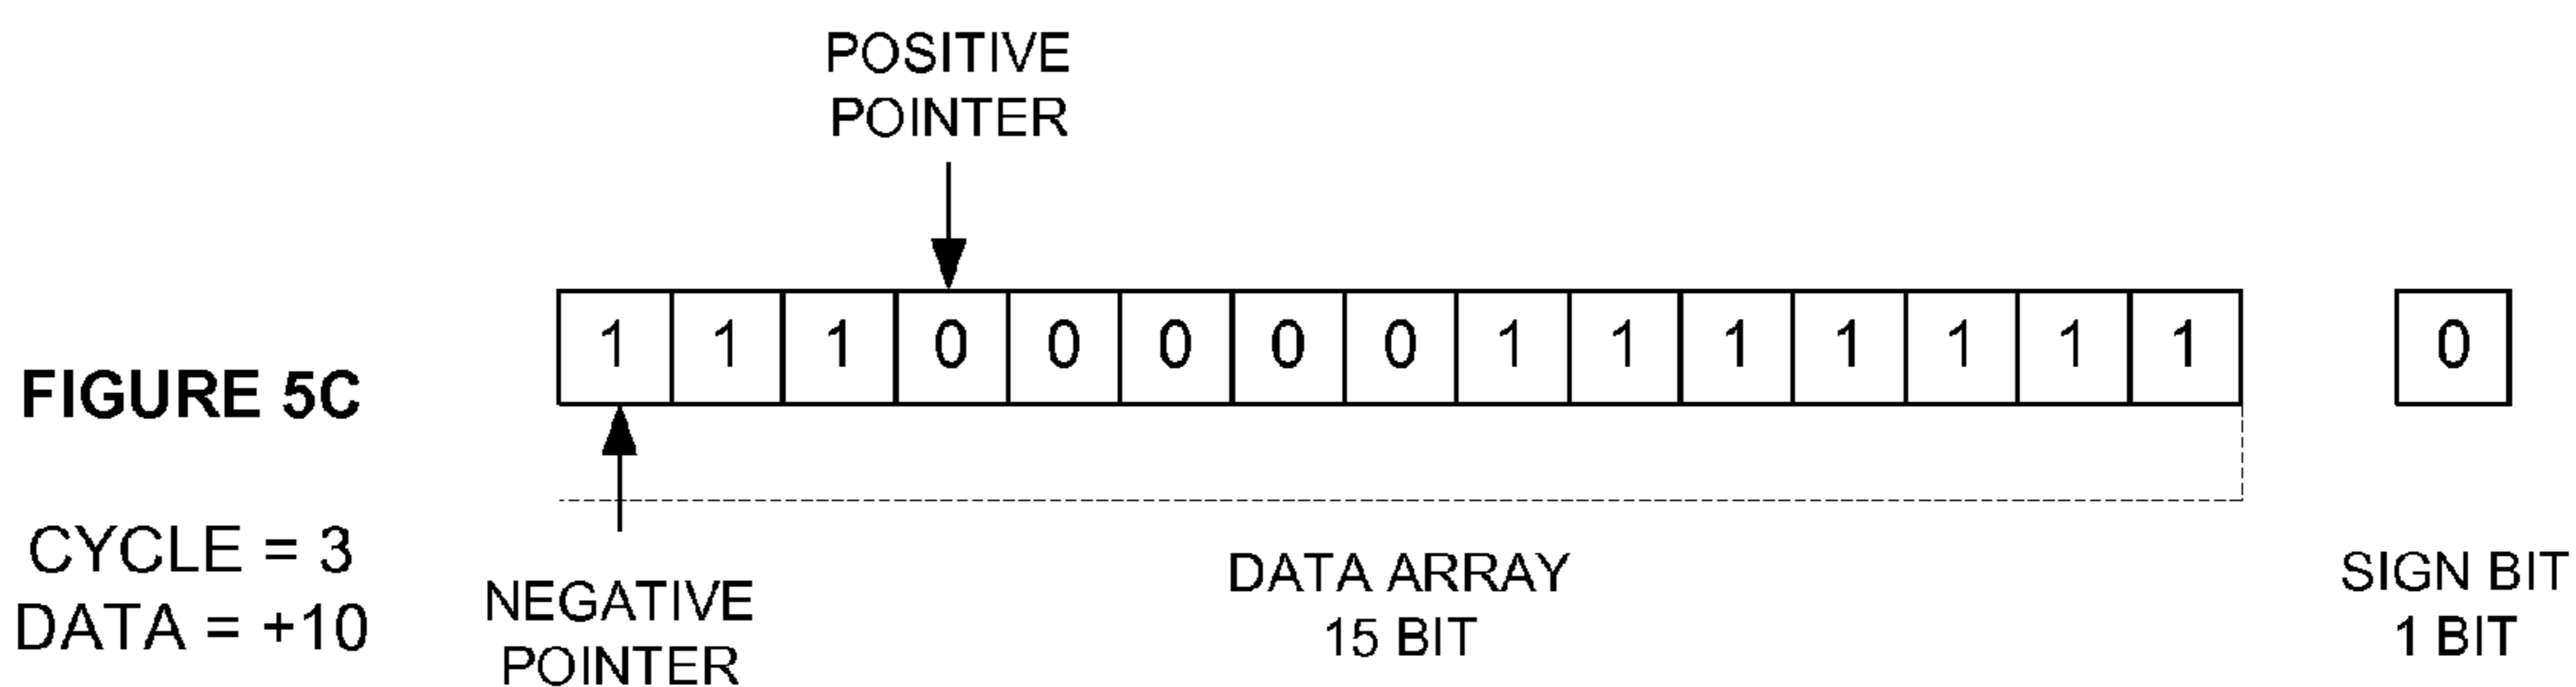 POSITIVE
POINTER
1 1 1 0 0 0 0 0 1 1 1 1 1 1 1 0
FIGURE 5C
CYCLE = 3
DATA = +10
NEGATIVE
POINTER
DATA ARRAY
15 BIT
SIGN BIT
1 BIT